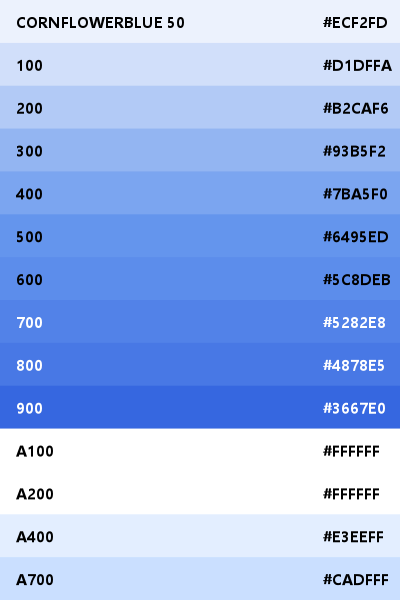 CORNFLOWERBLUE 50 #ECF2FD
100 #D1DFFA
200 #B2CAF6
300 #93B5F2
400 #7BA5F0
500 #6495ED
600 #5C8DEB
700 #5282E8
800 #4878E5
900 #3667E0
A100 #FFFFFF
A200 #FFFFFF
A400 #E3EEFF
A700 #CADFFF